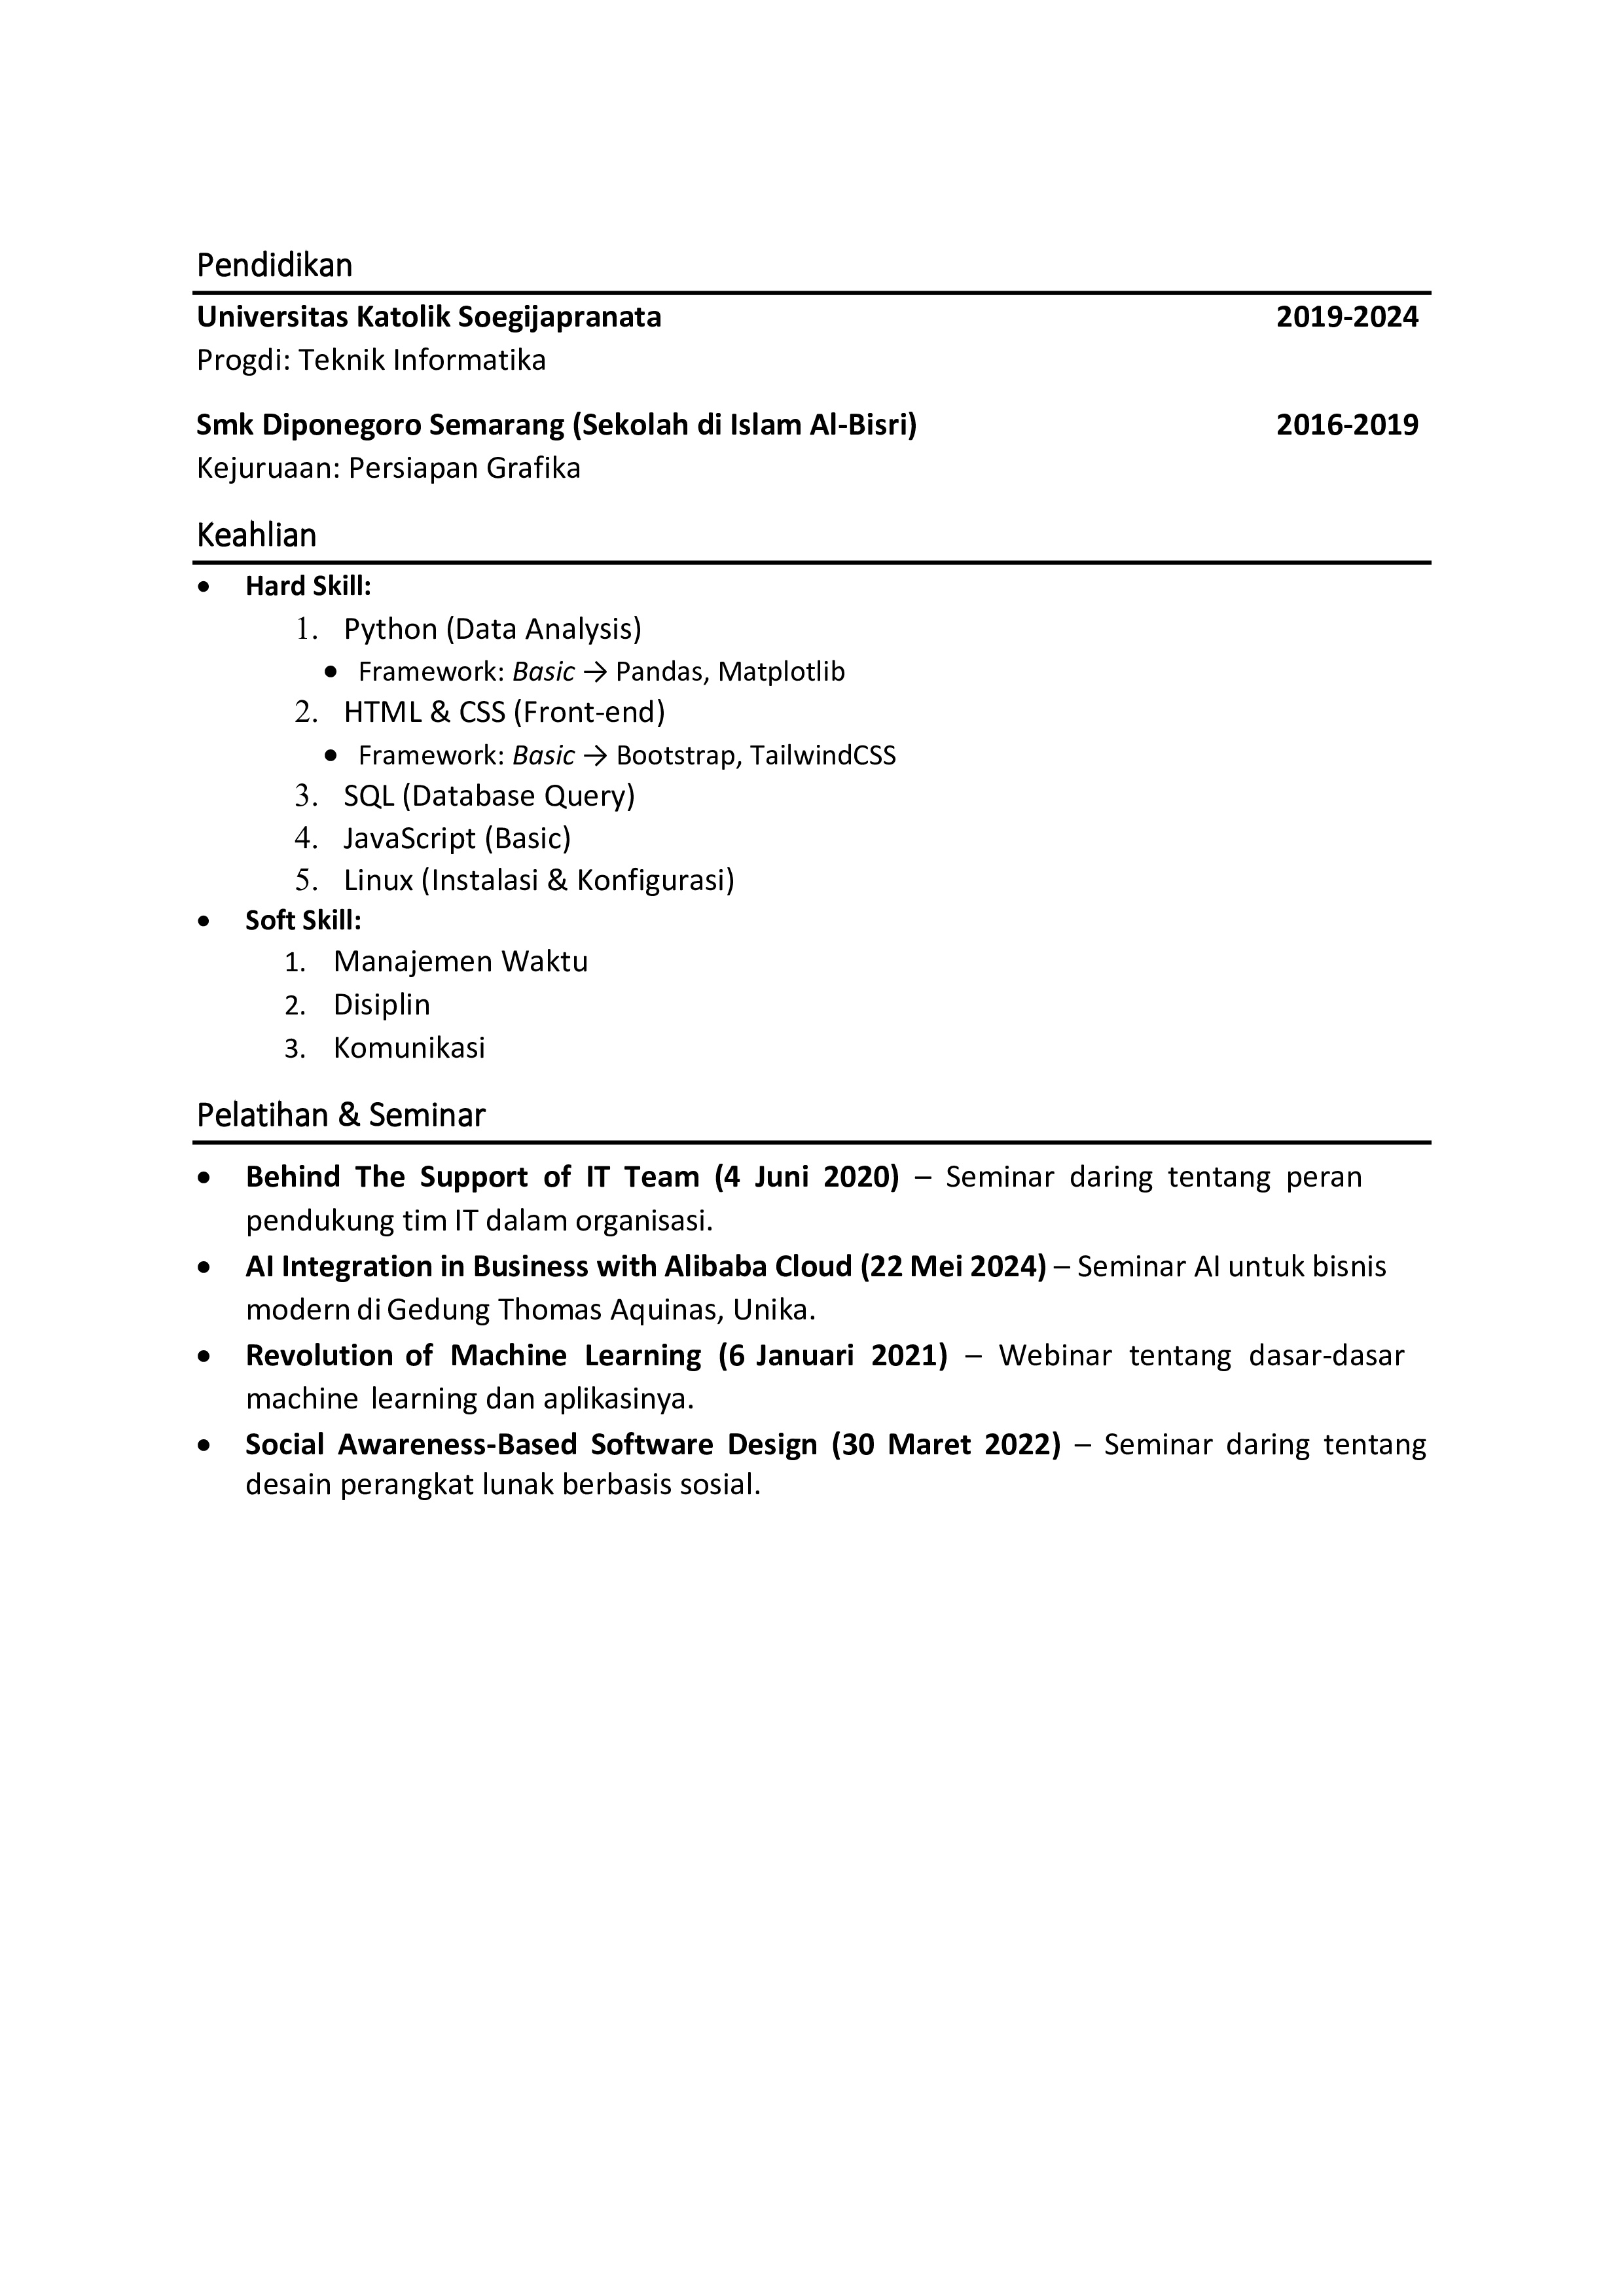 Pendidikan
Universitas Katolik Soegijapranata 2019-2024
Progdi: Teknik Informatika
Smk Diponegoro Semarang (Sekolah di Islam Al-Bisri) 2016-2019
Kejuruaan: Persiapan Grafika
Keahlian
• Hard Skill:
1. Python (Data Analysis)
• Framework: Basic → Pandas, Matplotlib
2. HTML & CSS (Front-end)
• Framework: Basic → Bootstrap, TailwindCSS
3. SQL (Database Query)
4. JavaScript (Basic)
5. Linux (Instalasi & Konfigurasi)
• Soft Skill:
1. Manajemen Waktu
2. Disiplin
3. Komunikasi
Pelatihan & Seminar
• Behind The Support of IT Team (4 Juni 2020) – Seminar daring tentang peran
pendukung tim IT dalam organisasi.
• AI Integration in Business with Alibaba Cloud (22 Mei 2024) – Seminar AI untuk bisnis
modern di Gedung Thomas Aquinas, Unika.
• Revolution of Machine Learning (6 Januari 2021) – Webinar tentang dasar-dasar
machine learning dan aplikasinya.
• Social Awareness-Based Software Design (30 Maret 2022) – Seminar daring tentang
desain perangkat lunak berbasis sosial.